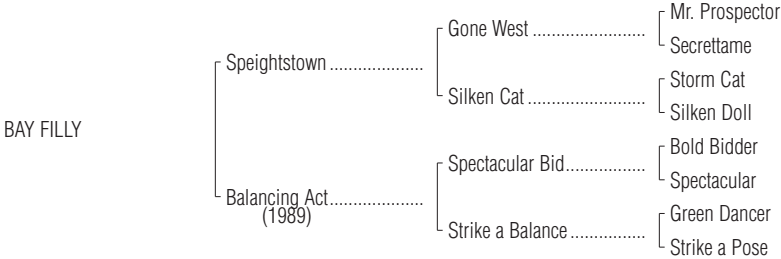 Mr. Prospector
Gone West ........................
Secrettame
Speightstown ....................
Storm Cat
Silken Cat .........................
Silken Doll
BAY FILLY
Bold Bidder
Spectacular Bid.................
Spectacular
Balancing Act....................
(1989)
Green Dancer
Strike a Balance ................
Strike a Pose